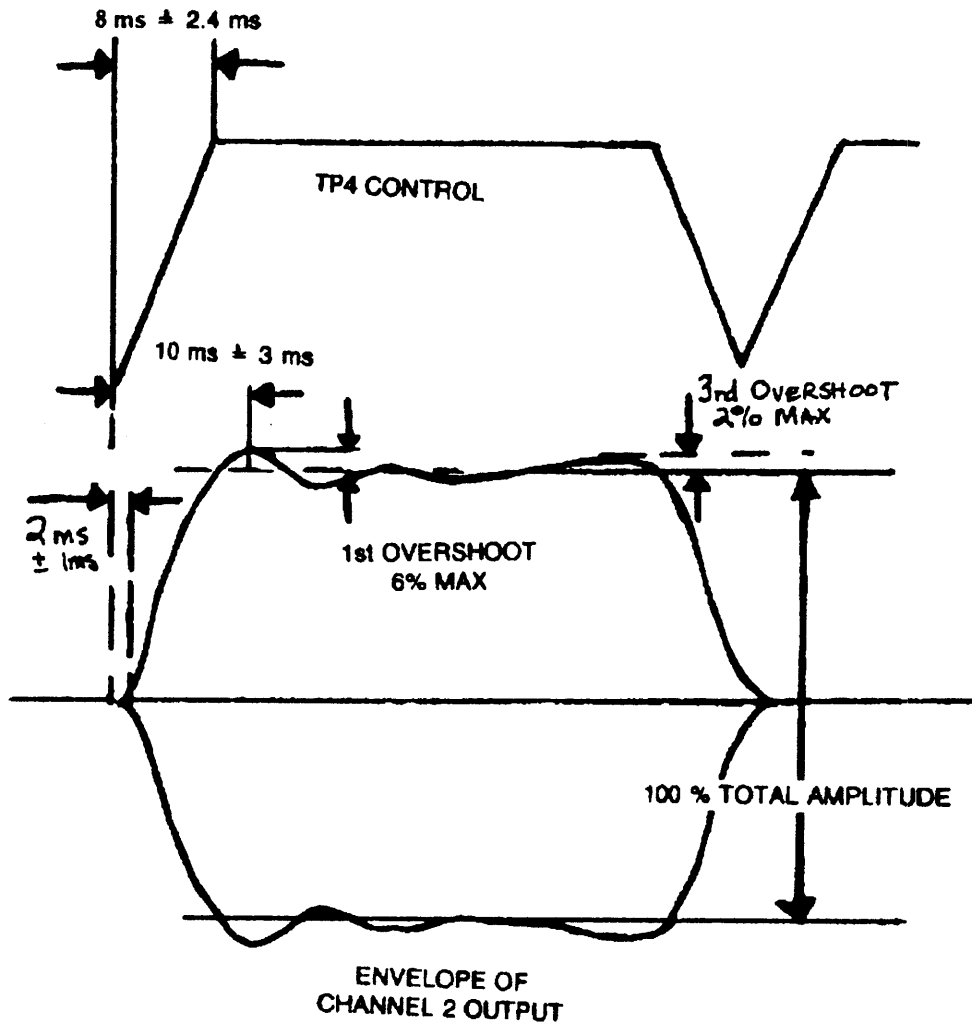 8 ms ± 2.4 ms
TP4 CONTROL
10 ms ± 3 ms
3rd OVERSHOOT
2% MAX
2 ms
± 1ms
1st OVERSHOOT
6% MAX
100 % TOTAL AMPLITUDE
ENVELOPE OF
CHANNEL 2 OUTPUT